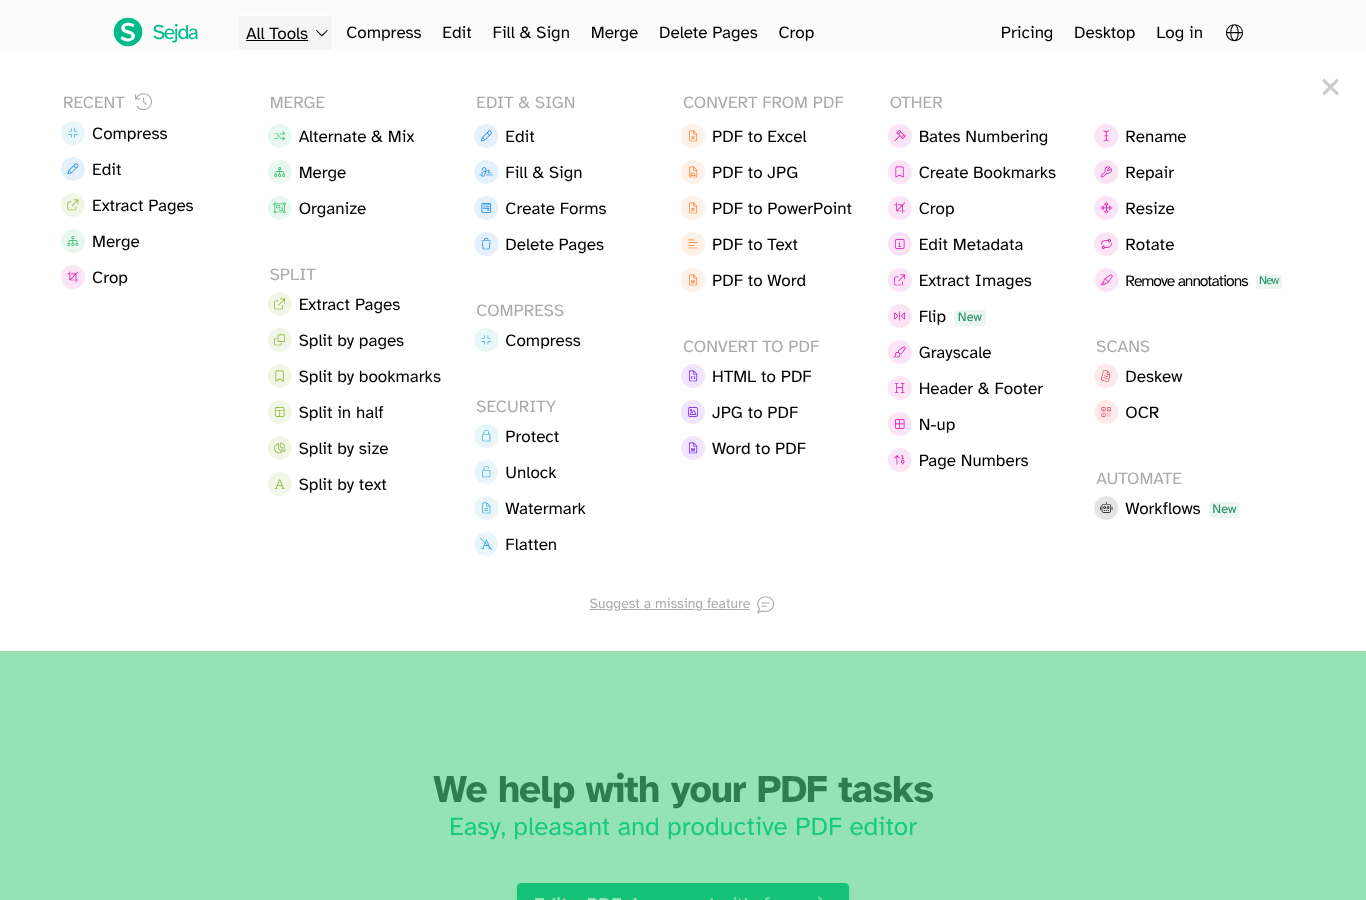 Sejda
All Tools
Compress
Edit
Fill & Sign
Merge
Delete Pages
Crop
Pricing
Desktop
Log in
RECENT
Compress
Edit
Extract Pages
Merge
Crop
MERGE
Alternate & Mix
Merge
Organize
SPLIT
Extract Pages
Split by pages
Split by bookmarks
Split in half
Split by size
Split by text
EDIT & SIGN
Edit
Fill & Sign
Create Forms
Delete Pages
COMPRESS
Compress
SECURITY
Protect
Unlock
Watermark
Flatten
CONVERT FROM PDF
PDF to Excel
PDF to JPG
PDF to PowerPoint
PDF to Text
PDF to Word
CONVERT TO PDF
HTML to PDF
JPG to PDF
Word to PDF
OTHER
Bates Numbering
Create Bookmarks
Crop
Edit Metadata
Extract Images
Flip New
Grayscale
Header & Footer
N-up
Page Numbers
Rename
Repair
Resize
Rotate
Remove annotations New
SCANS
Deskew
OCR
AUTOMATE
Workflows New
Suggest a missing feature
We help with your PDF tasks
Easy, pleasant and productive PDF editor